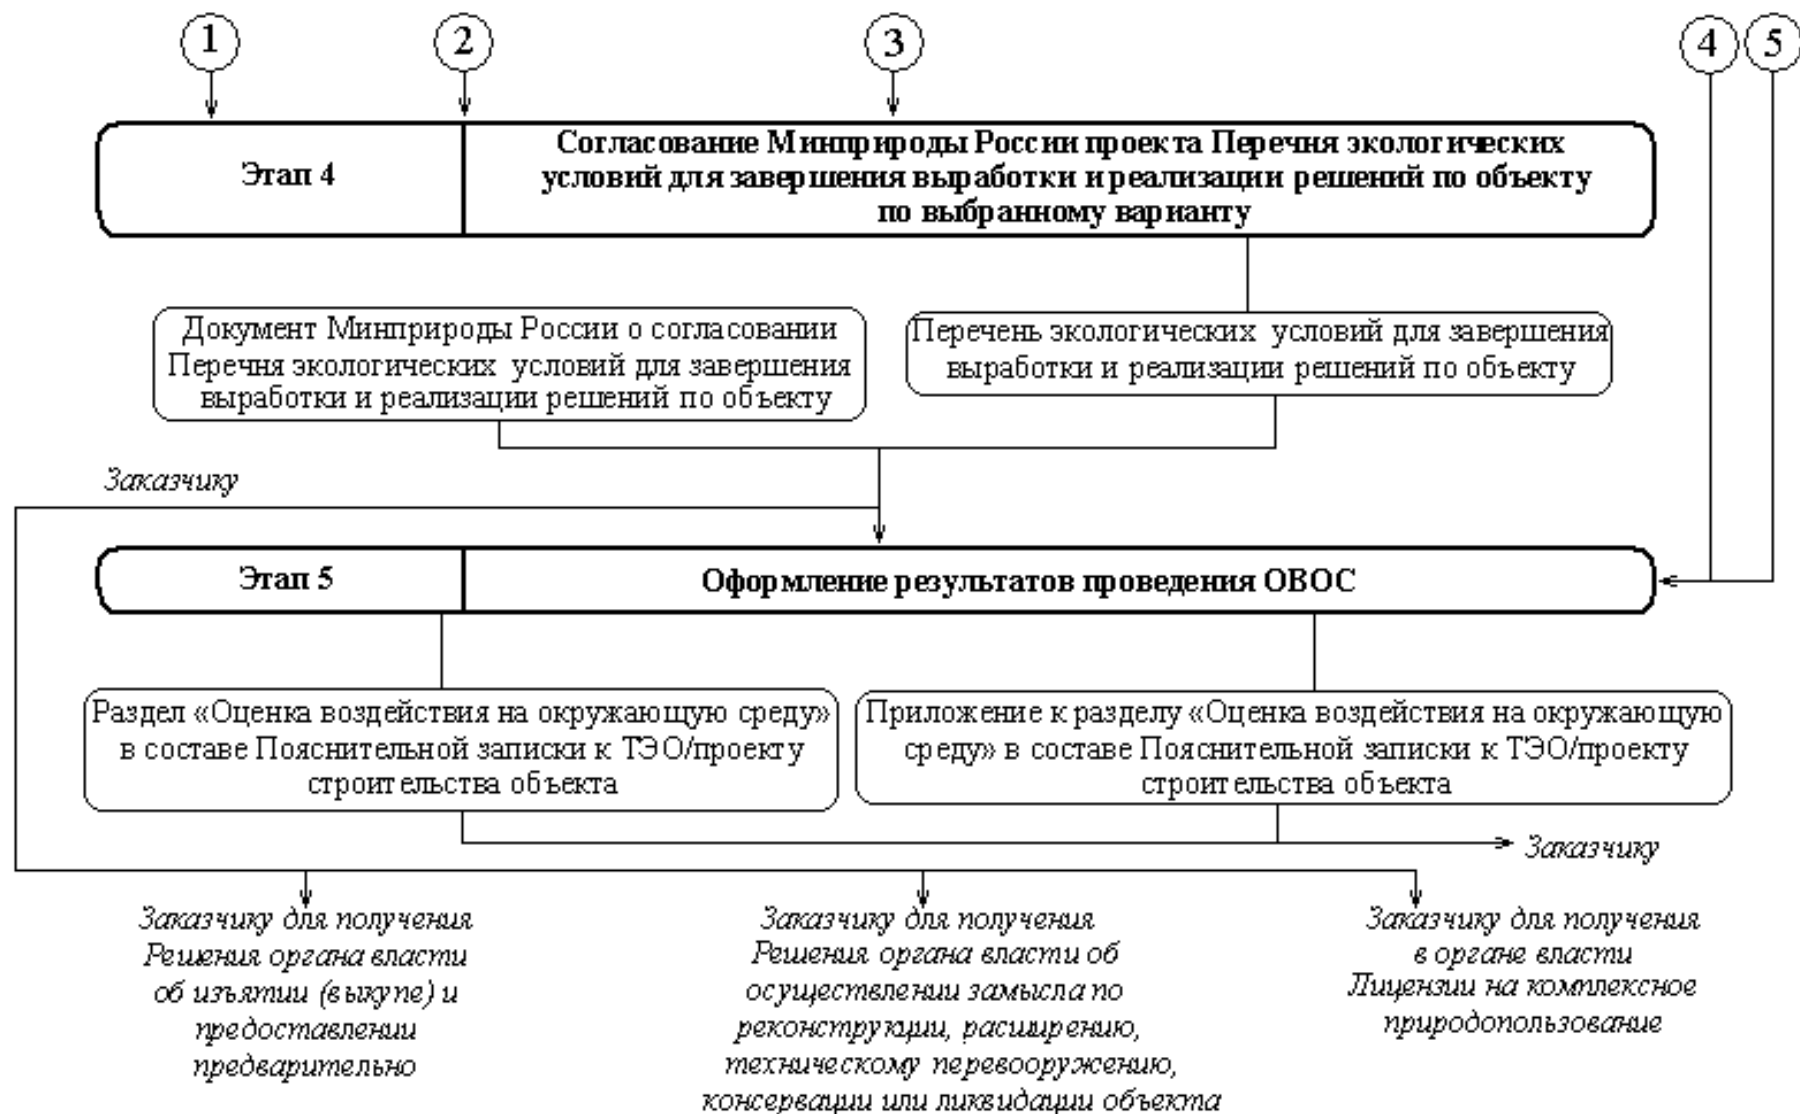 1
2
3
4
5
Этап 4
Согласование Минприроды России проекта Перечня экологических
условий для завершения выработки и реализации решений по объекту
по выбранному варианту
Документ Минприроды России о согласовании
Перечня экологических условий для завершения
выработки и реализации решений по объекту
Перечень экологических условий для завершения
выработки и реализации решений по объекту
Заказчику
Этап 5
Оформление результатов проведения ОВОС
Раздел «Оценка воздействия на окружающую среду»
в составе Пояснительной записки к ТЭО/проекту
строительства объекта
Приложение к разделу «Оценка воздействия на окружающую
среду» в составе Пояснительной записки к ТЭО/проекту
строительства объекта
Заказчику
Заказчику для получения
Решения органа власти
об изъятии (выкупе) и
предоставлении
предварительно
Заказчику для получения
Решения органа власти об
осуществлении замысла по
реконструкции, расширению,
техническому перевооружению,
консервации или ликвидации объекта
Заказчику для получения
в органе власти
Лицензии на комплексное
природопользование